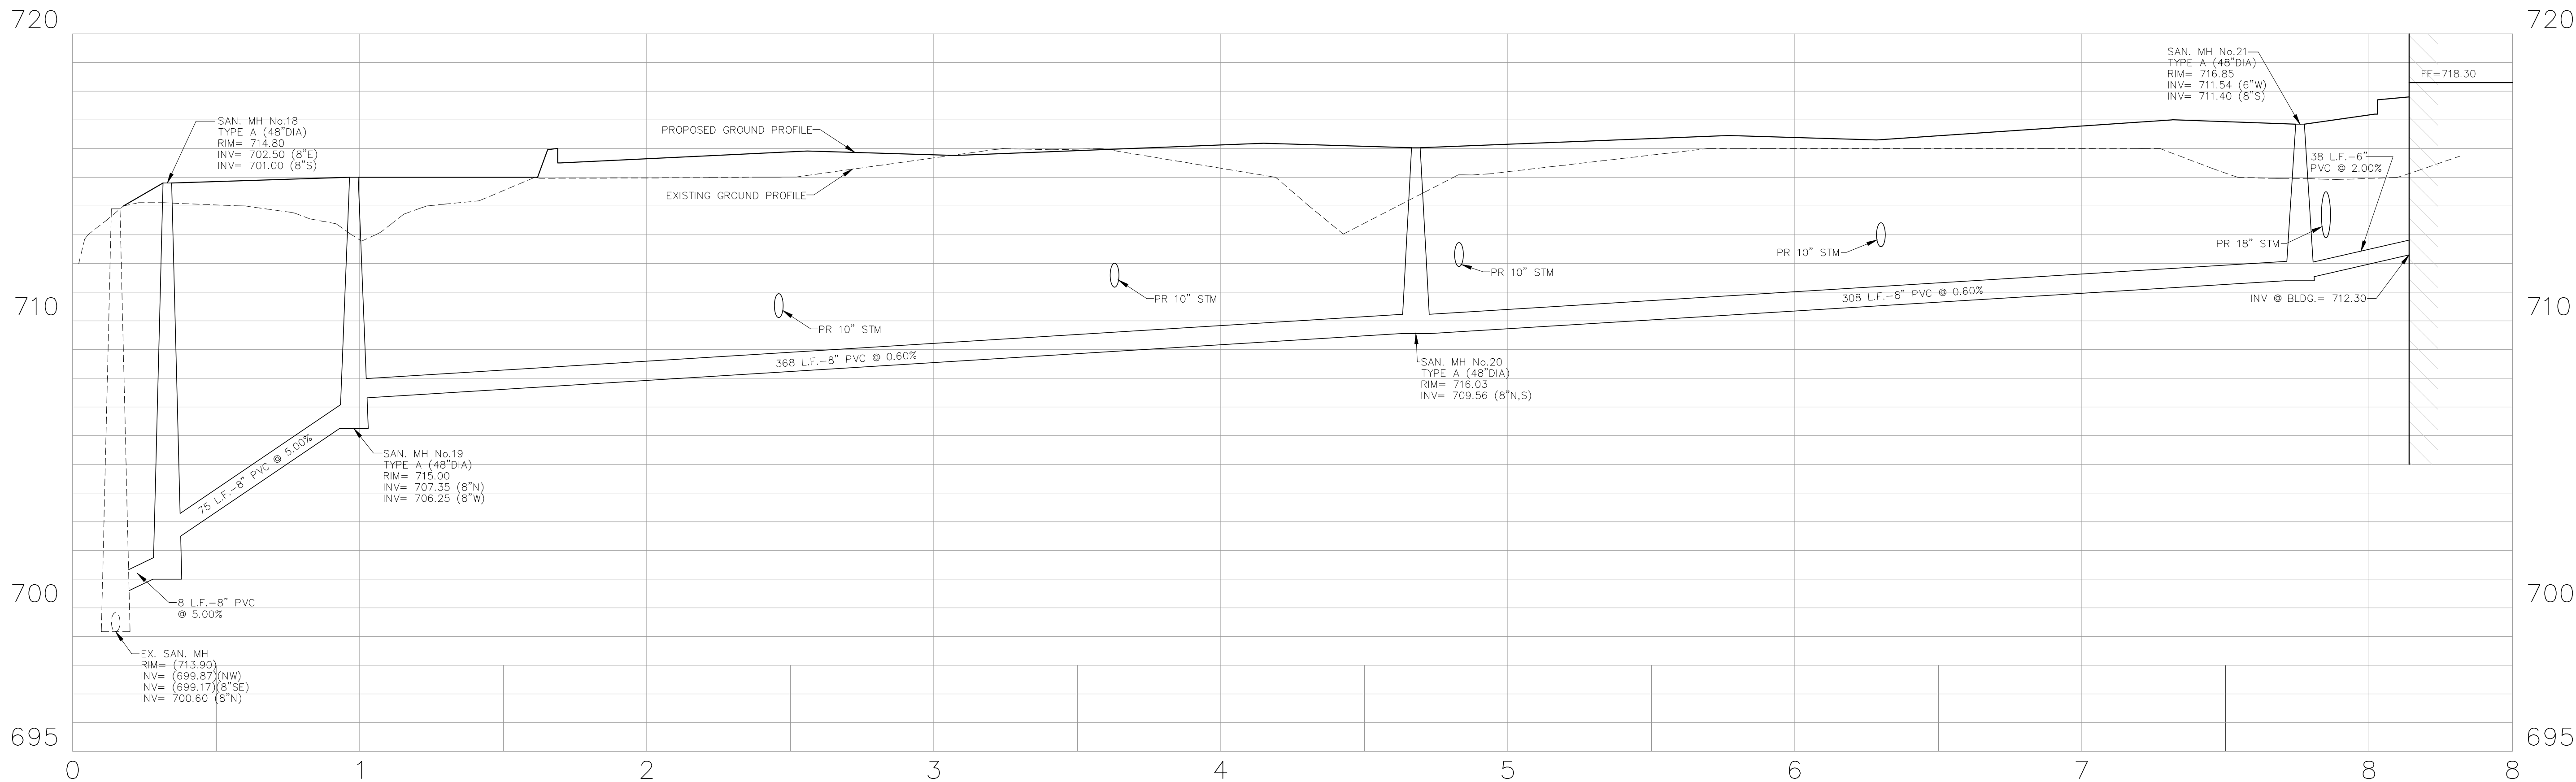 720
720
SAN. MH No.21
TYPE A (48"DIA)
RIM= 716.85
INV= 711.54 (6"W)
INV= 711.40 (8"S)
FF=718.30
SAN. MH No.18
TYPE A (48"DIA)
RIM= 714.80
INV= 702.50 (8"E)
INV= 701.00 (8"S)
PROPOSED GROUND PROFILE
EXISTING GROUND PROFILE
38 L.F.-6"
PVC @ 2.00%
PR 18" STM
PR 10" STM
PR 10" STM
PR 10" STM
PR 10" STM
INV @ BLDG.= 712.30
710
710
308 L.F.-8" PVC @ 0.60%
368 L.F.-8" PVC @ 0.60%
SAN. MH No.20
TYPE A (48"DIA)
RIM= 716.03
INV= 709.56 (8"N,S)
75 L.F.-8" PVC @ 5.00%
SAN. MH No.19
TYPE A (48"DIA)
RIM= 715.00
INV= 707.35 (8"N)
INV= 706.25 (8"W)
700
700
8 L.F.-8" PVC
@ 5.00%
EX. SAN. MH
RIM= (713.90)
INV= (699.87)(NW)
INV= (699.17)(8"SE)
INV= 700.60 (8"N)
695
695
0 1 2 3 4 5 6 7 8 8